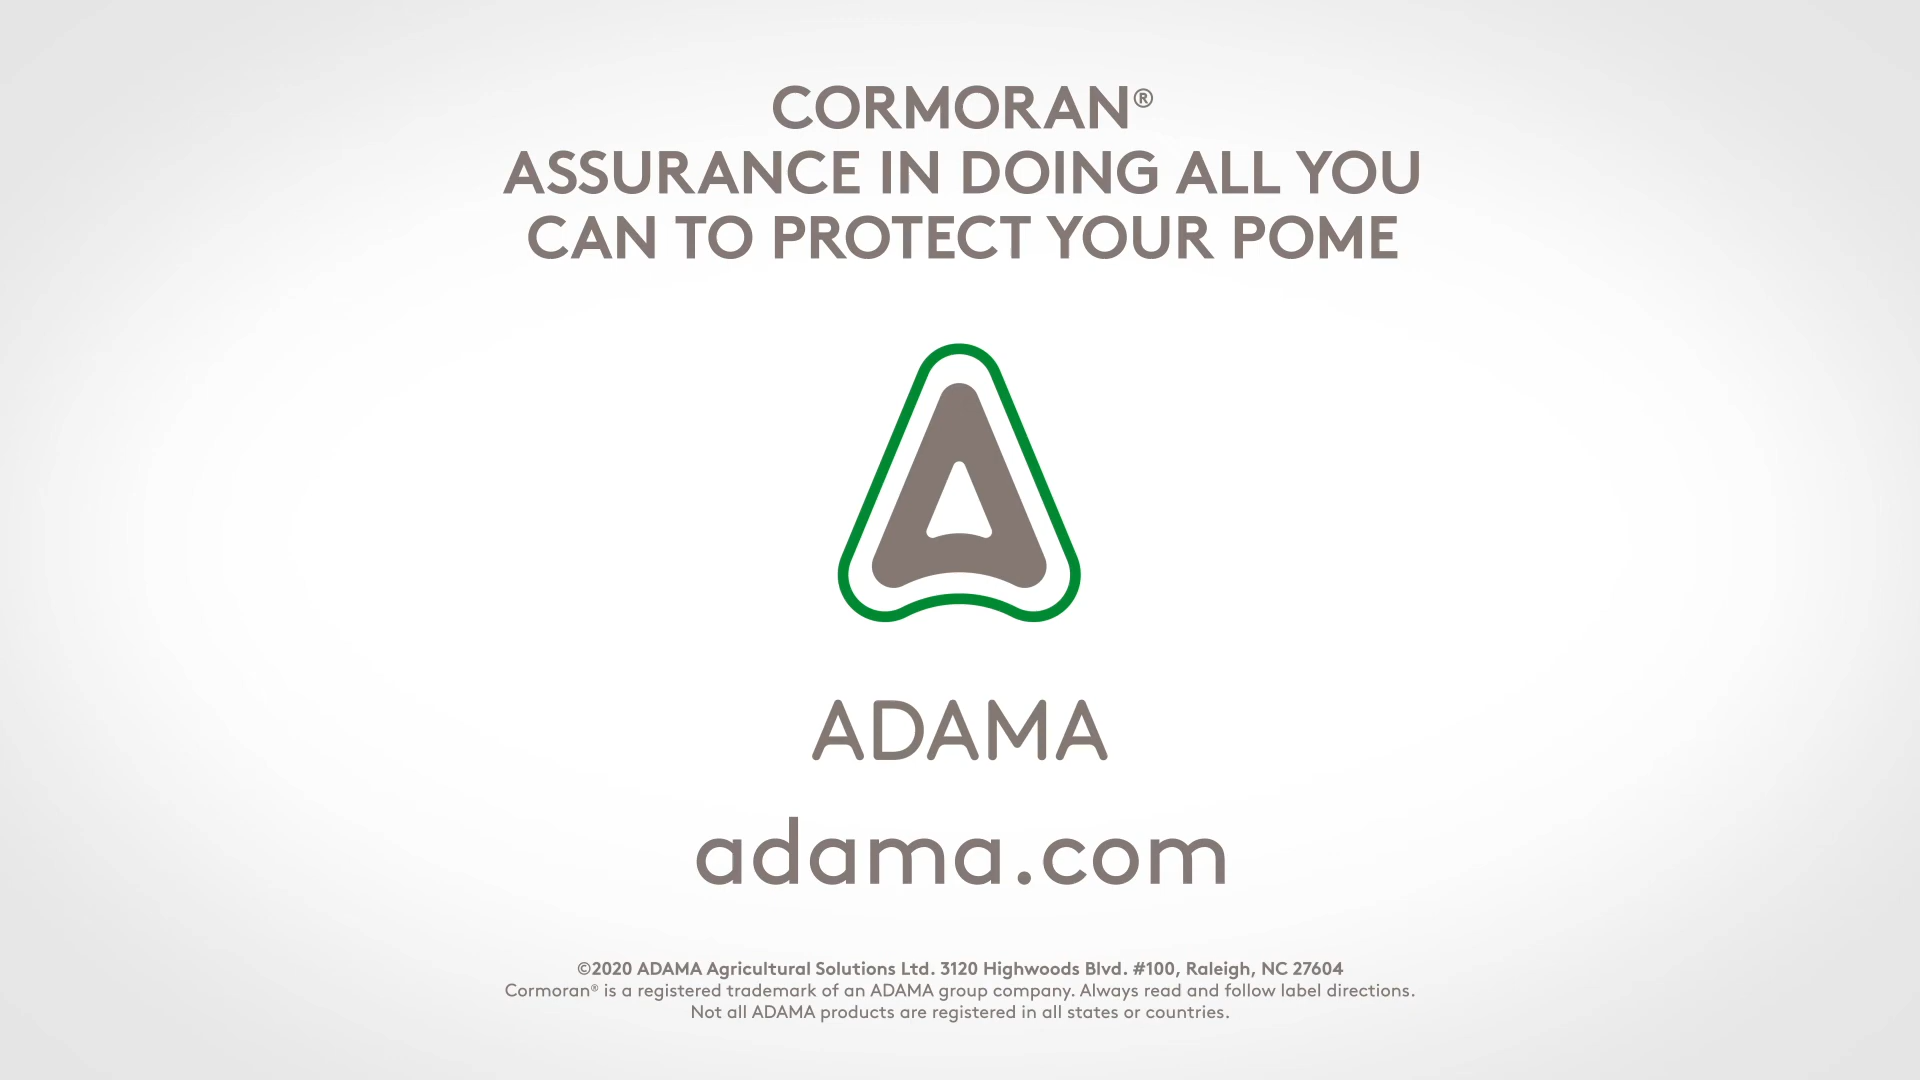 CORMORAN®
ASSURANCE IN DOING ALL YOU
CAN TO PROTECT YOUR POME
ADAMA
adama.com
©2020 ADAMA Agricultural Solutions Ltd. 3120 Highwoods Blvd. #100, Raleigh, NC 27604
Cormoran® is a registered trademark of an ADAMA group company. Always read and follow label directions.
Not all ADAMA products are registered in all states or countries.